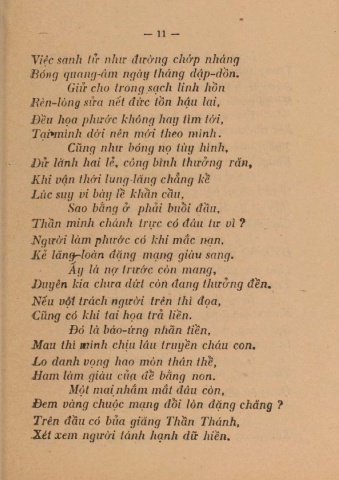 — 11 —
Việc sanh tử như đường chớp nháng
Bóng quang-âm ngày tháng dập-dồn.
Giữ cho trong sạch linh hồn
Rèn-lòng sửa nết đức tồn hậu lai,
Đều họa phước không hay tìm tới,
Tại mình dời nên mới theo mình.
Cũng như bóng nọ tùy hình,
Dữ lành hai lẻ, công bình thưởng răn,
Khi vận thời lung-lăng chẳng kể
Lúc suy vi bày lể khẩn cầu,
Sao bằng ở phải buổi đầu,
Thần minh chánh trực có đâu tư vì ?
Người làm phước có khi mắc nạn,
Kẻ lăng-loàn đặng mạng giàu sang.
Ấy là nợ trước còn mang,
Duyên kia chưa dứt còn đang thưởng đền.
Nếu vội trách người trên thì đọa,
Cũng có khi tai họa trả liền.
Đó là báo-ứng nhãn tiền,
Mau thì mình chịu lâu truyền cháu con.
Lo danh vọng hao mòn thân thể,
Ham làm giàu của đề bằng non.
Một mai nhắm mắt đâu còn,
Đem vàng chuộc mạng đổi lòn đặng chăng ?
Trên đầu có bủa giăng Thần Thánh,
Xét xem người tánh hạnh dữ hiền.